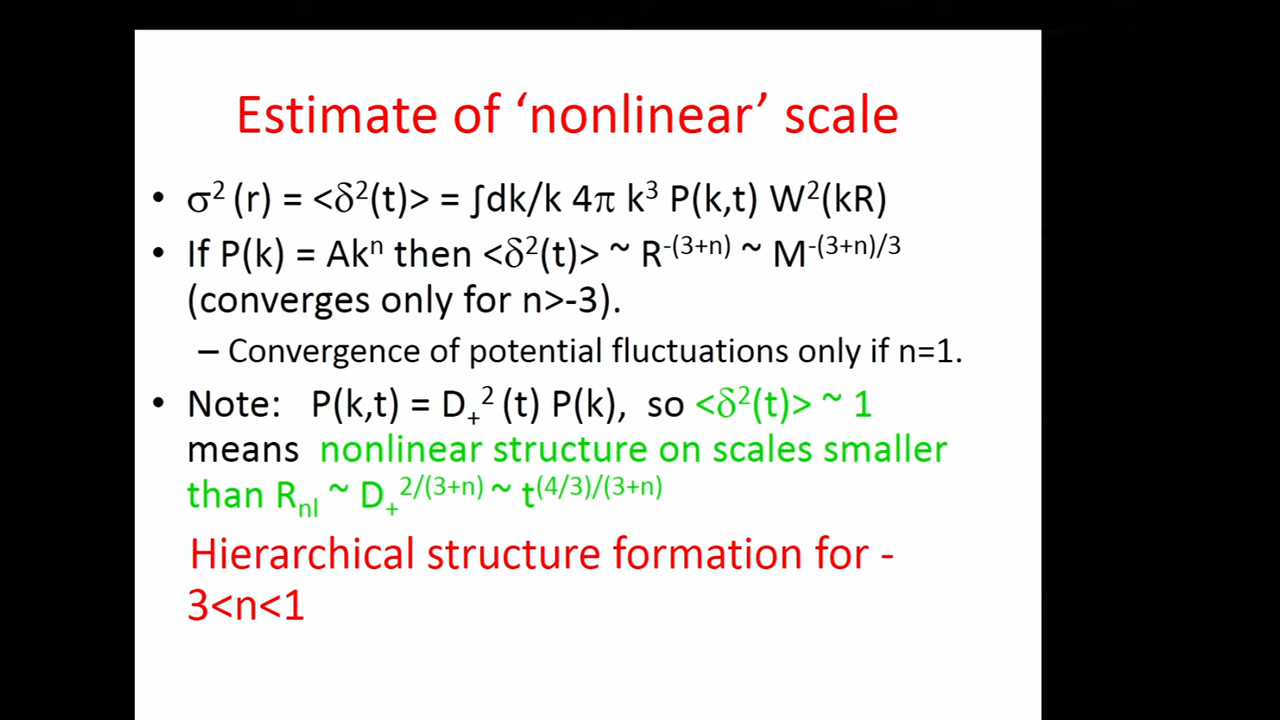 Estimate of ‘nonlinear’ scale
• σ² (r) = <δ²(t)> = ∫dk/k 4π k³ P(k,t) W²(kR)
• If P(k) = Akⁿ then <δ²(t)> ~ R^-(3+n) ~ M^-(3+n)/3
(converges only for n>-3).
– Convergence of potential fluctuations only if n=1.
• Note: P(k,t) = D₊² (t) P(k), so <δ²(t)> ~ 1
means nonlinear structure on scales smaller
than R_nl ~ D₊^2/(3+n) ~ t^(4/3)/(3+n)
Hierarchical structure formation for -
3<n<1